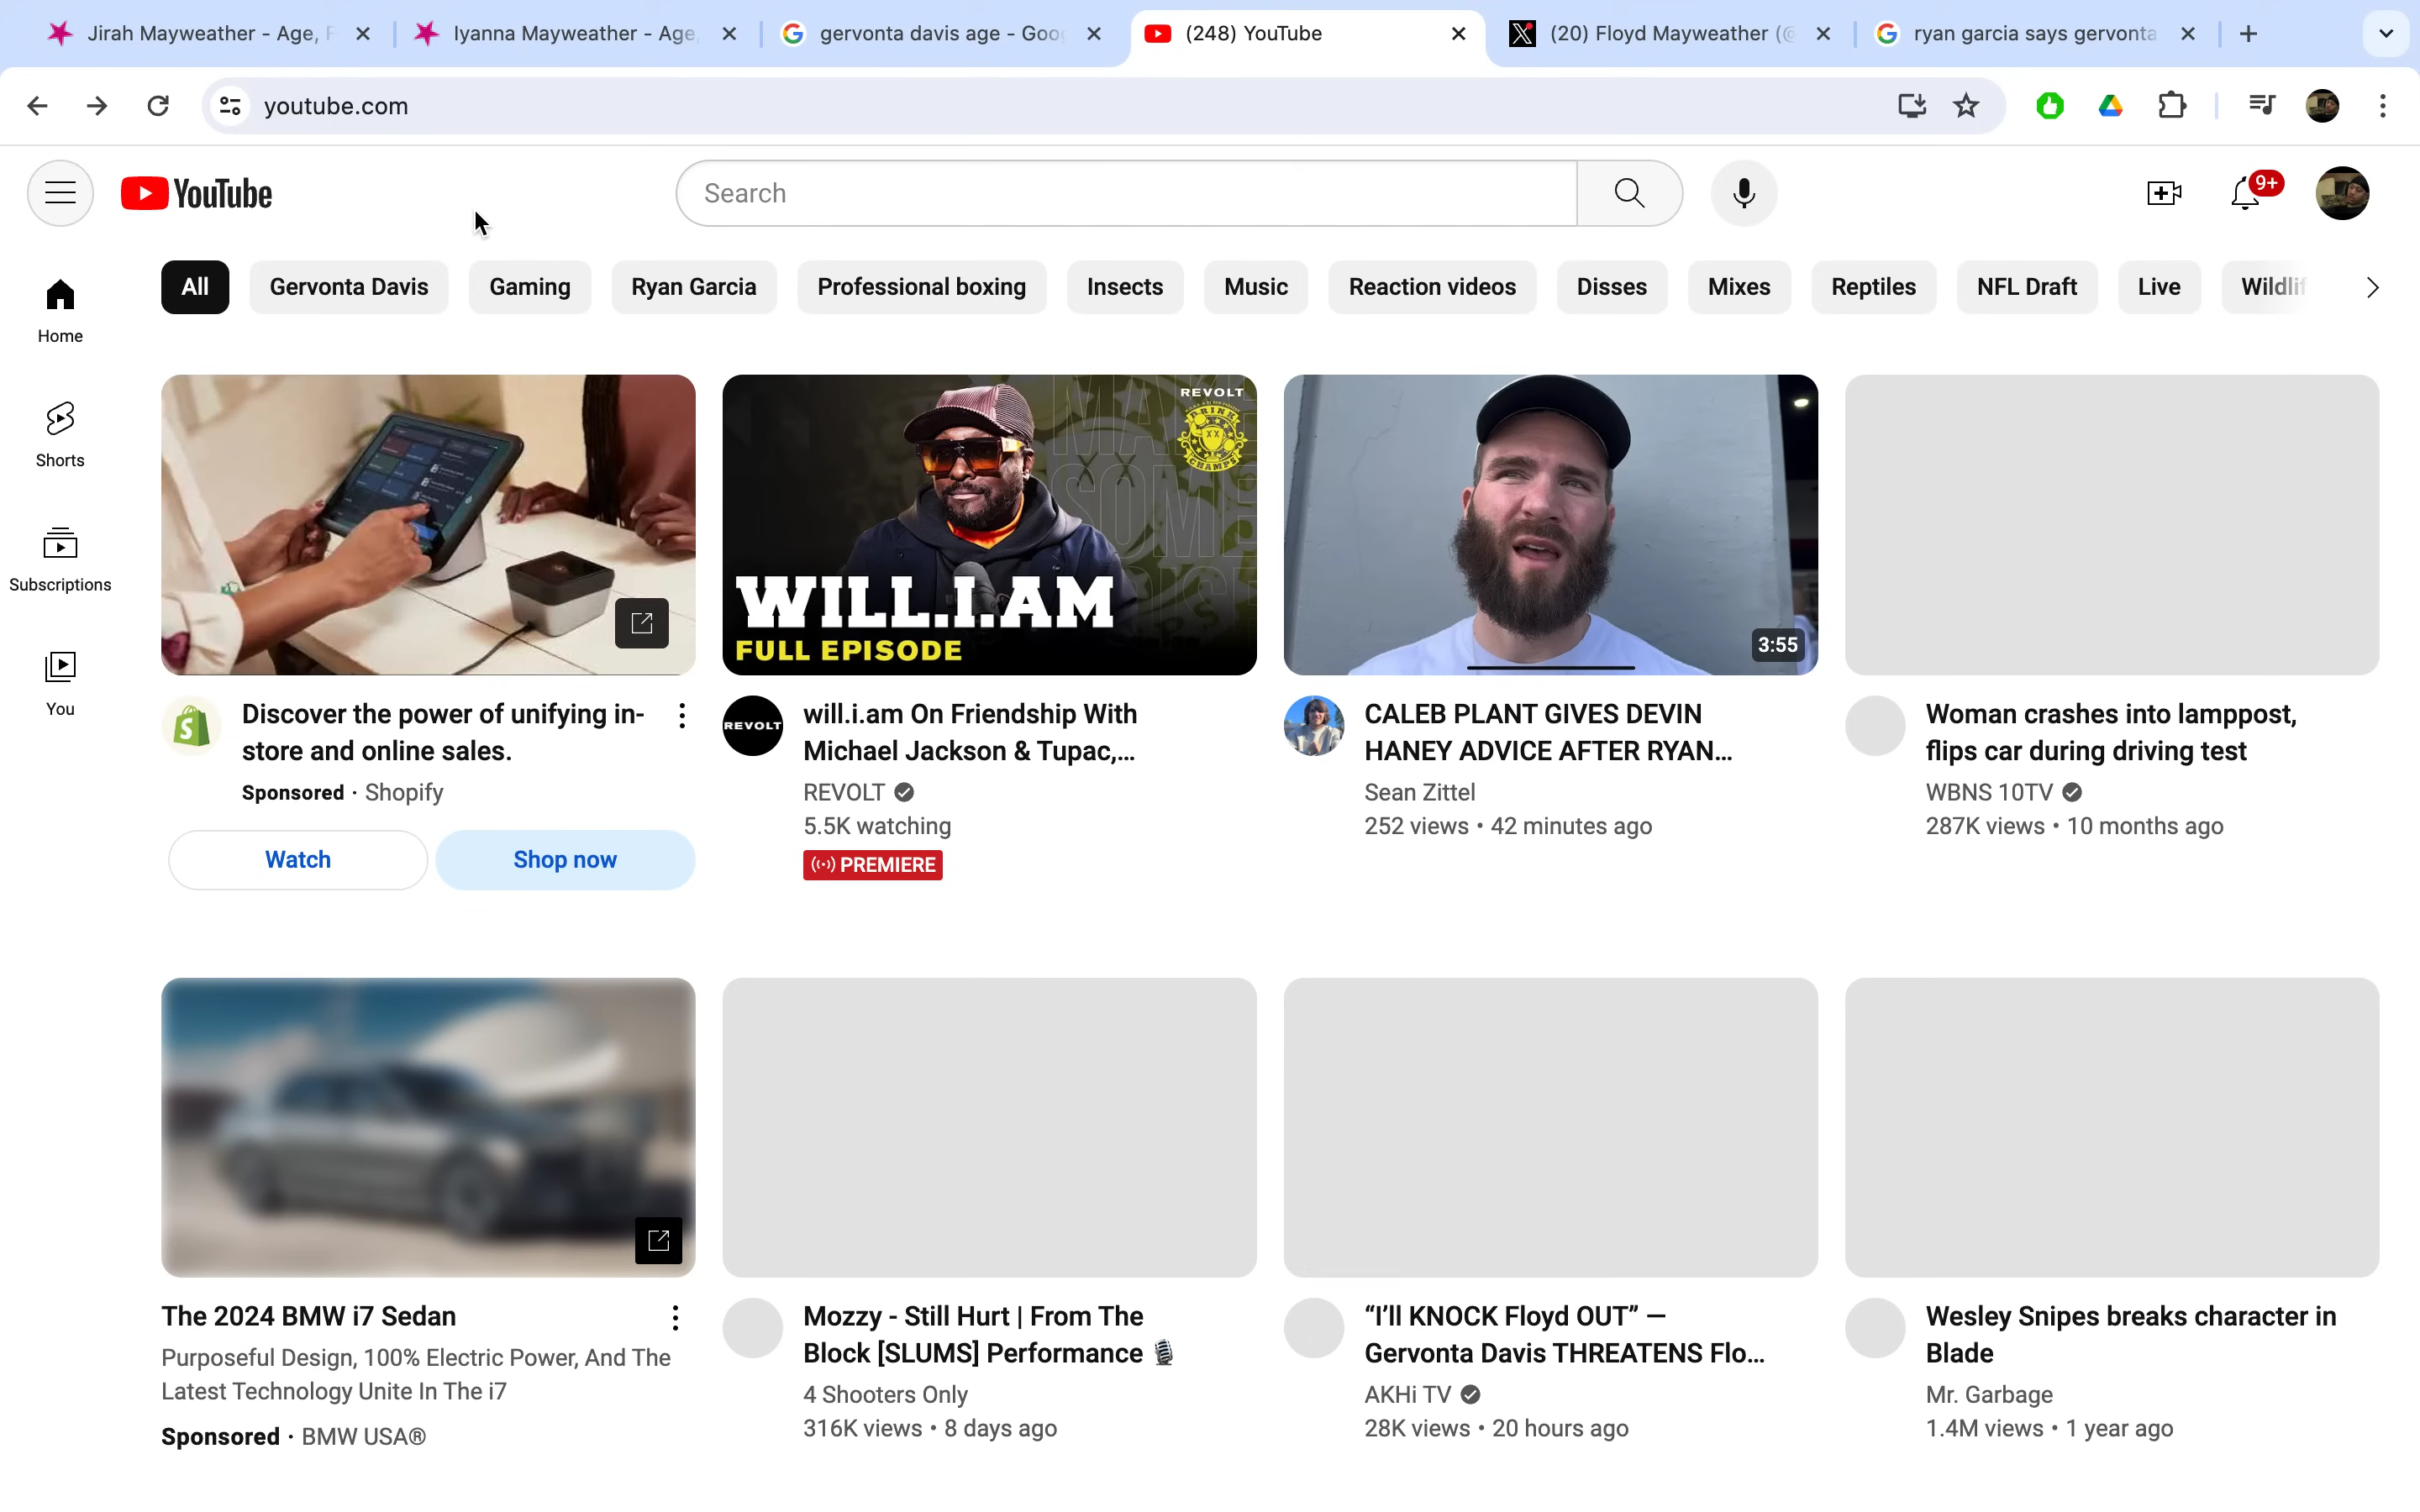 Jirah Mayweather - Age, F
Iyanna Mayweather - Age,
gervonta davis age - Goo
(248) YouTube
(20) Floyd Mayweather (@
ryan garcia says gervonta
youtube.com
YouTube
Search
9+
Home
Shorts
Subscriptions
You
All
Gervonta Davis
Gaming
Ryan Garcia
Professional boxing
Insects
Music
Reaction videos
Disses
Mixes
Reptiles
NFL Draft
Live
Wildlif
REVOLT
DRINK
CHAMPS
WILL.I.AM
FULL EPISODE
3:55
Discover the power of unifying in-
store and online sales.
Sponsored · Shopify
Watch
Shop now
REVOLT
will.i.am On Friendship With
Michael Jackson & Tupac,...
REVOLT
5.5K watching
PREMIERE
CALEB PLANT GIVES DEVIN
HANEY ADVICE AFTER RYAN...
Sean Zittel
252 views • 42 minutes ago
Woman crashes into lamppost,
flips car during driving test
WBNS 10TV
287K views • 10 months ago
The 2024 BMW i7 Sedan
Purposeful Design, 100% Electric Power, And The
Latest Technology Unite In The i7
Sponsored · BMW USA®
Mozzy - Still Hurt | From The
Block [SLUMS] Performance 🎙
4 Shooters Only
316K views • 8 days ago
“I’ll KNOCK Floyd OUT” —
Gervonta Davis THREATENS Flo...
AKHi TV
28K views • 20 hours ago
Wesley Snipes breaks character in
Blade
Mr. Garbage
1.4M views • 1 year ago